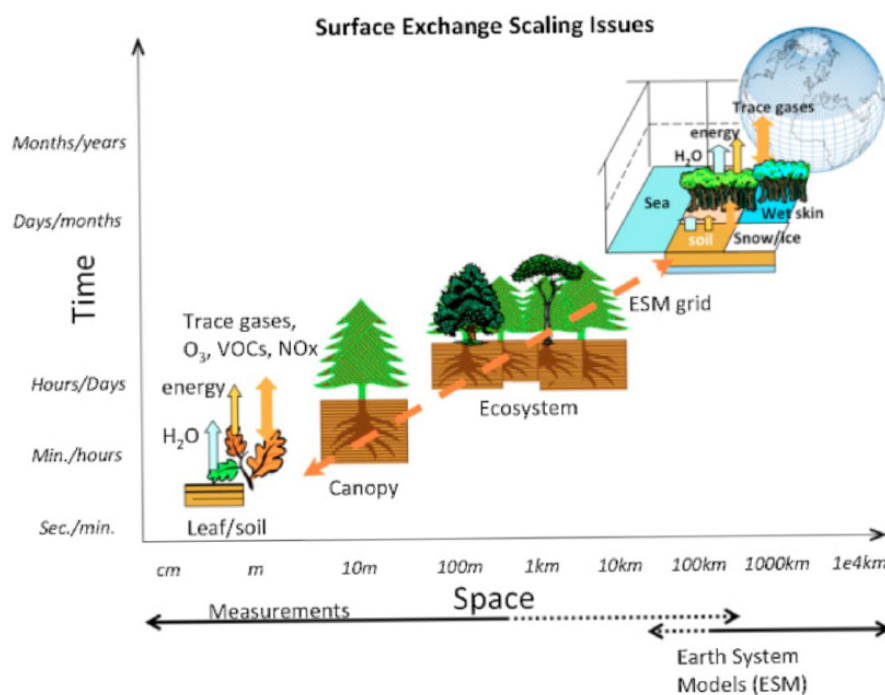 Surface Exchange Scaling Issues
Months/years
Days/months
Time
Hours/Days
Min./hours
Sec./min.
Trace gases
energy
H₂O
Sea
Wet skin
soil
Snow/Ice
ESM grid
Trace gases,
O₃, VOCs, NOx
energy
H₂O
Ecosystem
Canopy
Leaf/soil
cm m 10m 100m 1km 10km 100km 1000km 1e4km
Measurements
Space
Earth System
Models (ESM)